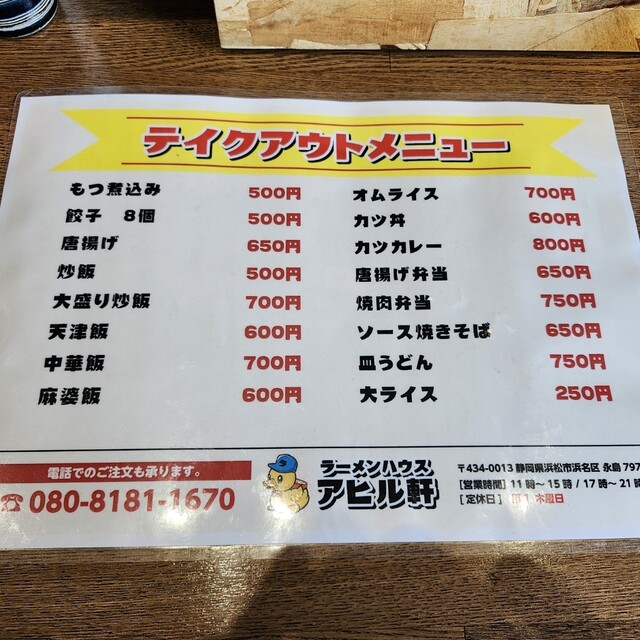 テイクアウトメニュー
もつ煮込み 500円
餃子 8個 500円
唐揚げ 650円
炒飯 500円
大盛り炒飯 700円
天津飯 600円
中華飯 700円
麻婆飯 600円
オムライス 700円
カツ丼 600円
カツカレー 800円
唐揚げ弁当 650円
焼肉弁当 750円
ソース焼きそば 650円
皿うどん 750円
大ライス 250円
電話でのご注文も承ります。
☎080-8181-1670
ラーメンハウス
アヒル軒
〒434-0013 静岡県浜松市浜名区 永島 797
[営業時間] 11時～15時 / 17時～21時
[定休日] 木曜日